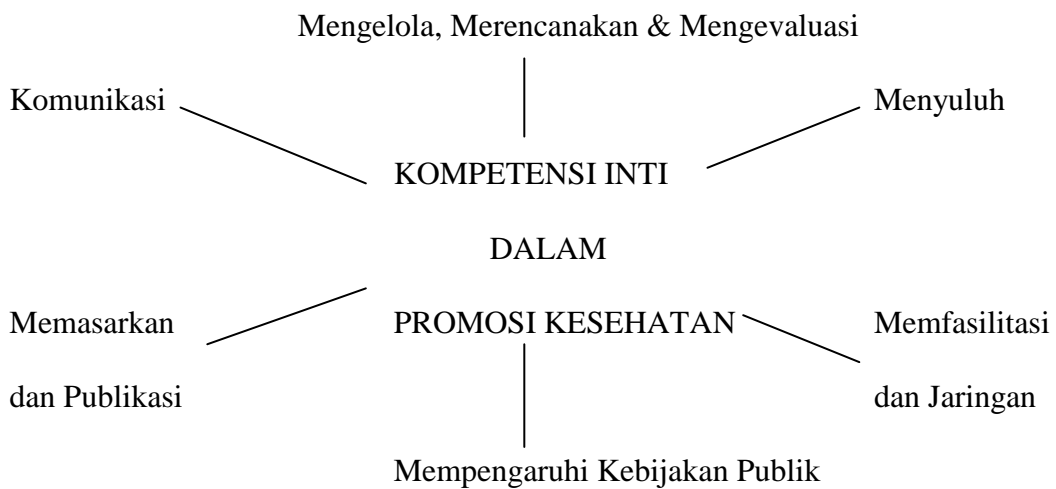 Mengelola, Merencanakan & Mengevaluasi
Komunikasi
Menyuluh
KOMPETENSI INTI
DALAM
PROMOSI KESEHATAN
Memasarkan
dan Publikasi
Memfasilitasi
dan Jaringan
Mempengaruhi Kebijakan Publik